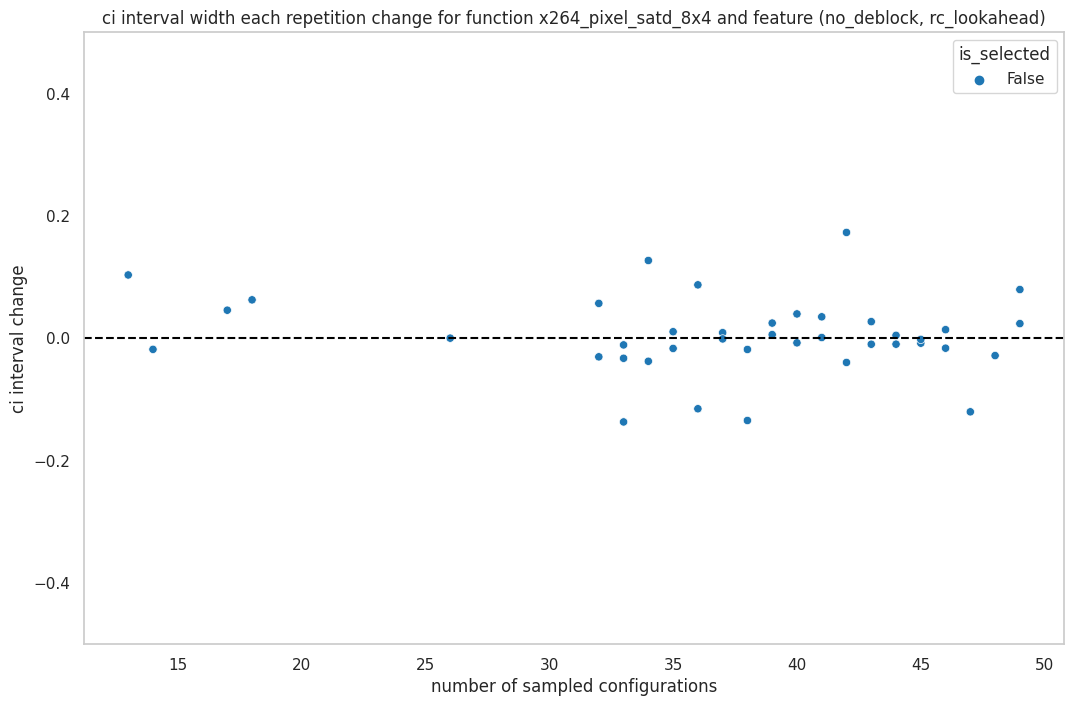 ci interval width each repetition change for function x264_pixel_satd_8x4 and feature (no_deblock, rc_lookahead)
is_selected
False
ci interval change
0.4
0.2
0.0
−0.2
−0.4
15 20 25 30 35 40 45 50
number of sampled configurations